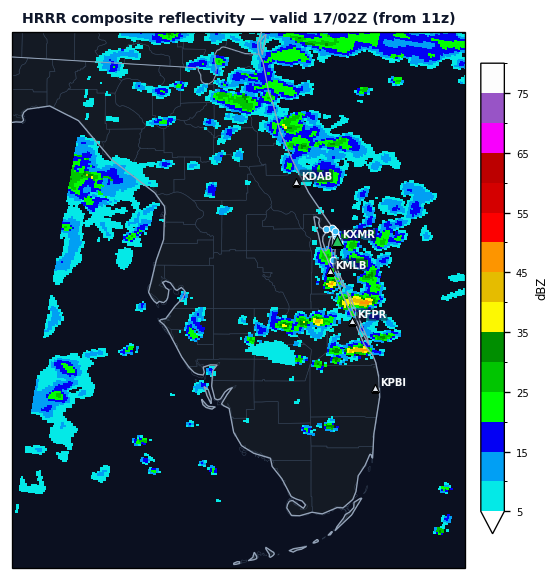 HRRR composite reflectivity — valid 17/02Z (from 11z)
KDAB
KXMR
KMLB
KFPR
KPBI
75
65
55
45
35
25
15
5
dBZ